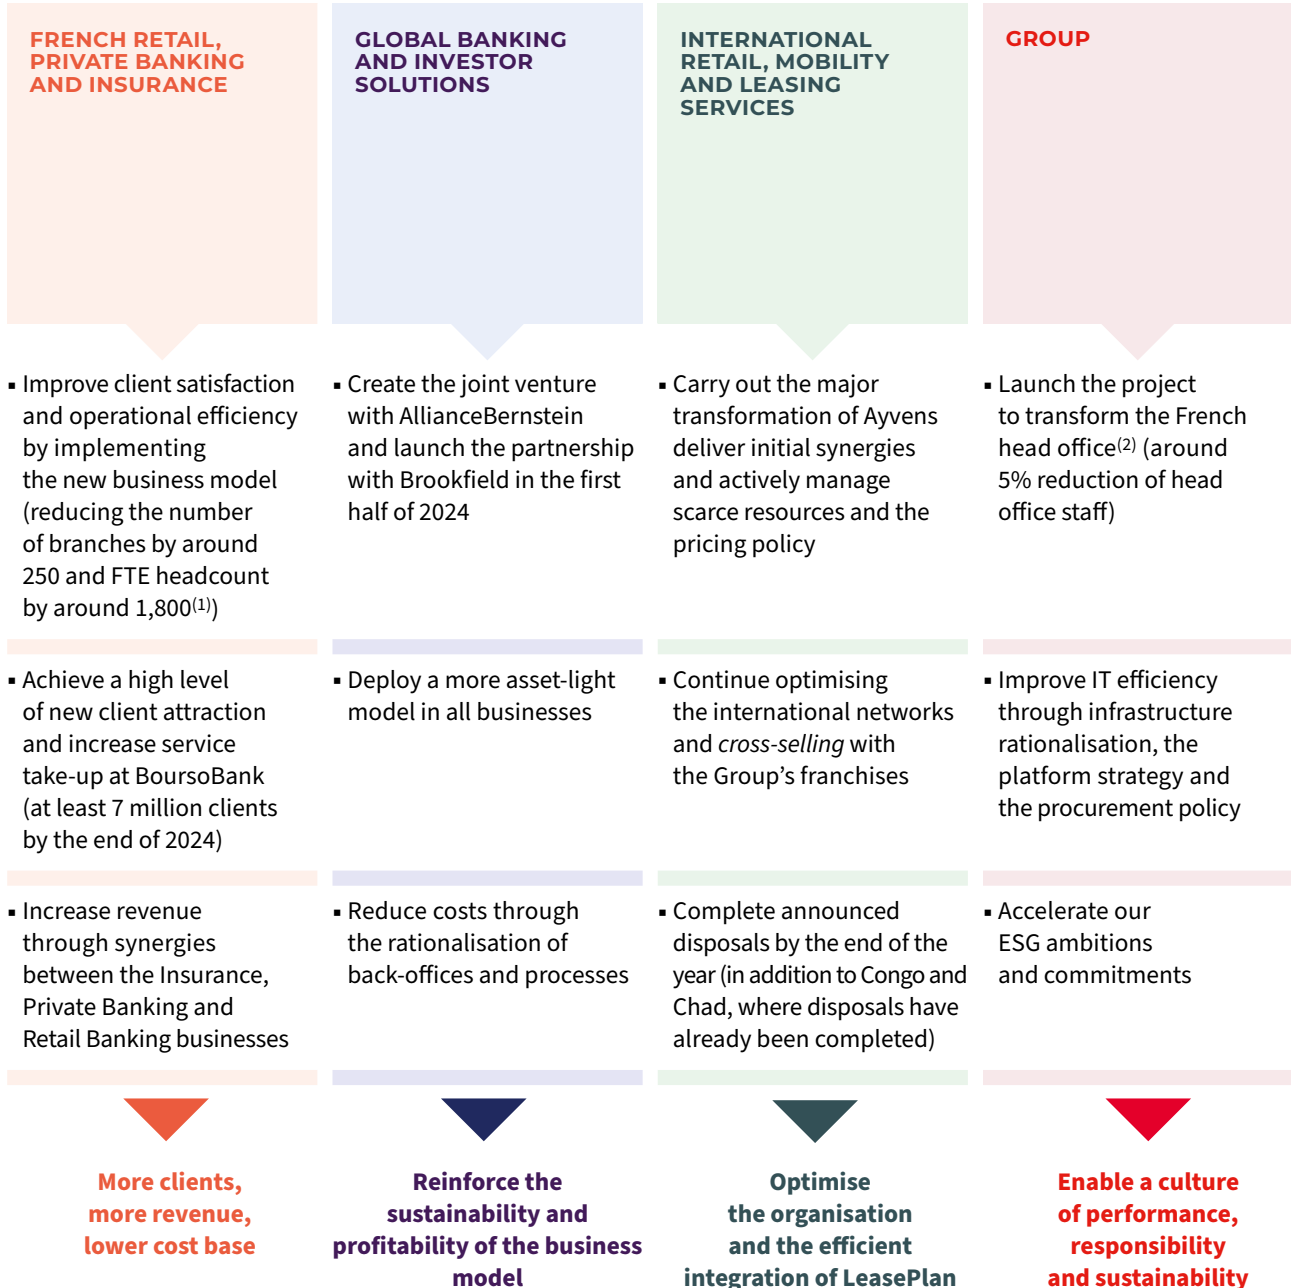 FRENCH RETAIL,
PRIVATE BANKING
AND INSURANCE
▪ Improve client satisfaction
and operational efficiency
by implementing
the new business model
(reducing the number
of branches by around
250 and FTE headcount
by around 1,800(1))
▪ Achieve a high level
of new client attraction
and increase service
take-up at BoursoBank
(at least 7 million clients
by the end of 2024)
▪ Increase revenue
through synergies
between the Insurance,
Private Banking and
Retail Banking businesses
More clients,
more revenue,
lower cost base
GLOBAL BANKING
AND INVESTOR
SOLUTIONS
▪ Create the joint venture
with AllianceBernstein
and launch the partnership
with Brookfield in the first
half of 2024
▪ Deploy a more asset-light
model in all businesses
▪ Reduce costs through
the rationalisation of
back-offices and processes
Reinforce the
sustainability and
profitability of the business
model
INTERNATIONAL
RETAIL, MOBILITY
AND LEASING
SERVICES
▪ Carry out the major
transformation of Ayvens
deliver initial synergies
and actively manage
scarce resources and the
pricing policy
▪ Continue optimising
the international networks
and cross-selling with
the Group’s franchises
▪ Complete announced
disposals by the end of the
year (in addition to Congo and
Chad, where disposals have
already been completed)
Optimise
the organisation
and the efficient
integration of LeasePlan
GROUP
▪ Launch the project
to transform the French
head office(2) (around
5% reduction of head
office staff)
▪ Improve IT efficiency
through infrastructure
rationalisation, the
platform strategy and
the procurement policy
▪ Accelerate our
ESG ambitions
and commitments
Enable a culture
of performance,
responsibility
and sustainability